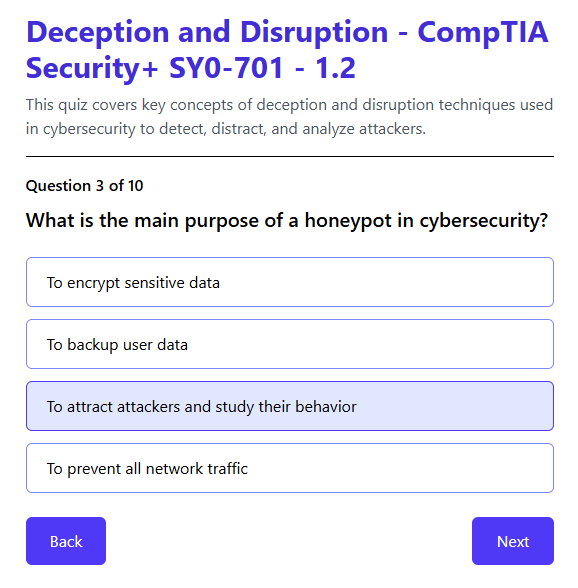 Deception and Disruption - CompTIA
Security+ SY0-701 - 1.2
This quiz covers key concepts of deception and disruption techniques used
in cybersecurity to detect, distract, and analyze attackers.
Question 3 of 10
What is the main purpose of a honeypot in cybersecurity?
To encrypt sensitive data
To backup user data
To attract attackers and study their behavior
To prevent all network traffic
Back
Next